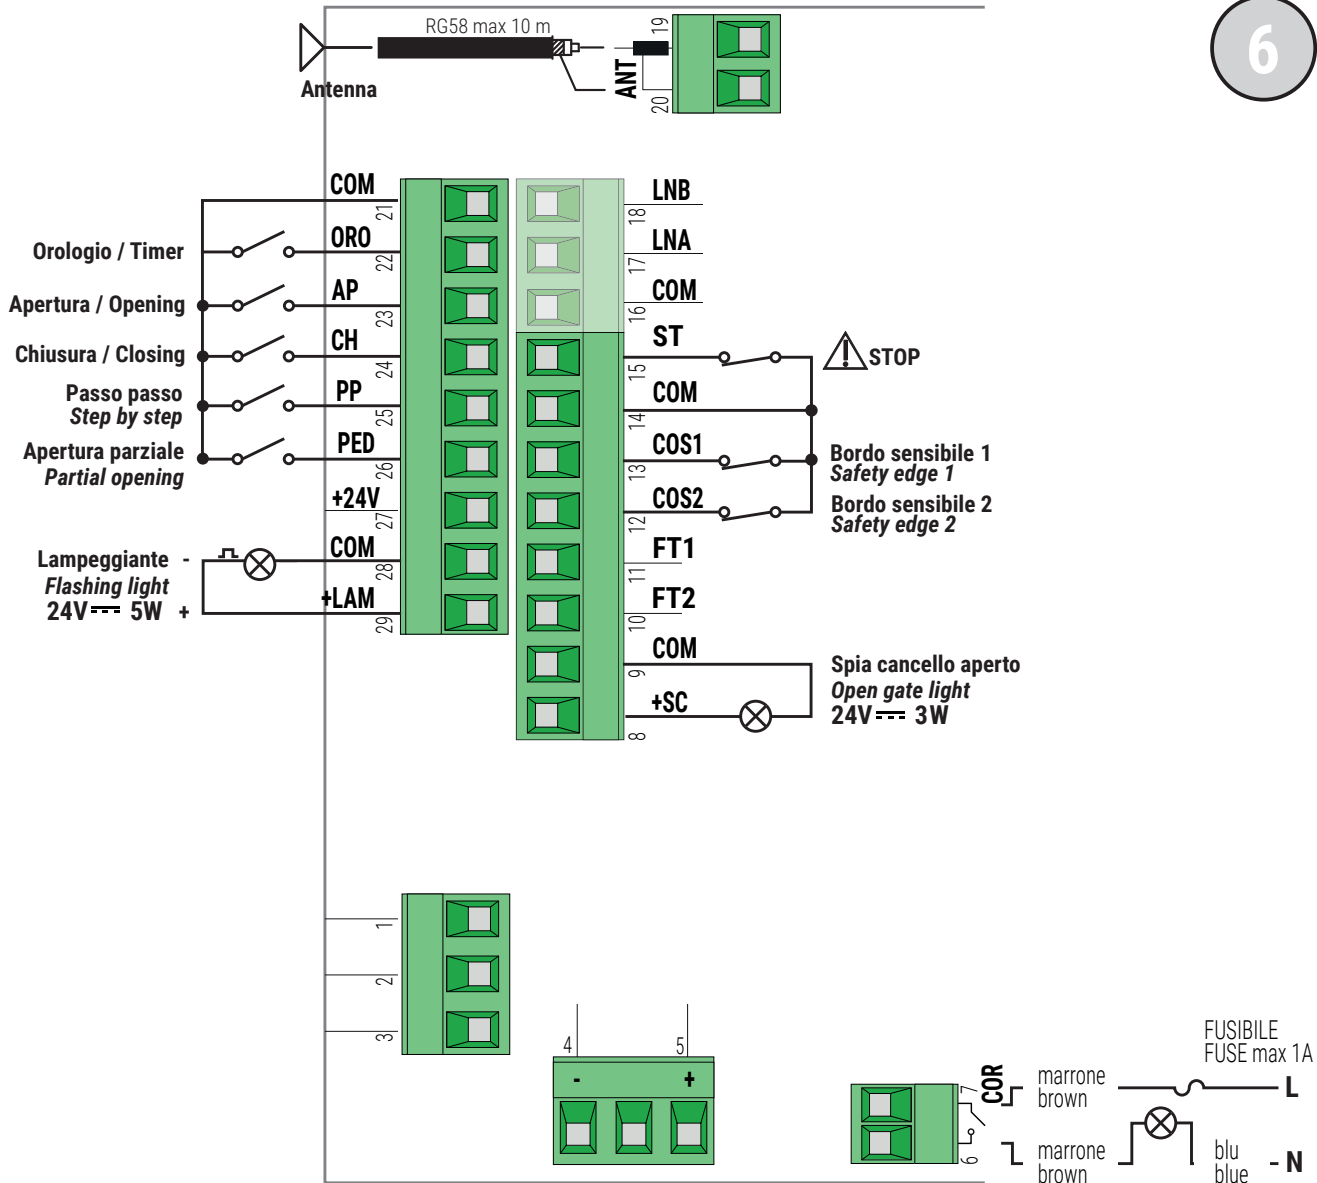 6
RG58 max 10 m
Antenna
ANT
19
20
COM
21
Orologio / Timer
ORO
22
Apertura / Opening
AP
23
Chiusura / Closing
CH
24
Passo passo
Step by step
PP
25
Apertura parziale
Partial opening
PED
26
+24V
27
Lampeggiante -
Flashing light
24V 5W +
COM
28
+LAM
29
LNB
18
LNA
17
COM
16
ST
15
STOP
COM
14
COS1
13
Bordo sensibile 1
Safety edge 1
COS2
12
Bordo sensibile 2
Safety edge 2
FT1
11
FT2
10
COM
9
Spia cancello aperto
Open gate light
24V 3W
+SC
8
1
2
3
4
5
- +
7
6
COR
marrone
brown
FUSIBILE
FUSE max 1A
L
marrone
brown
blu
blue
- N